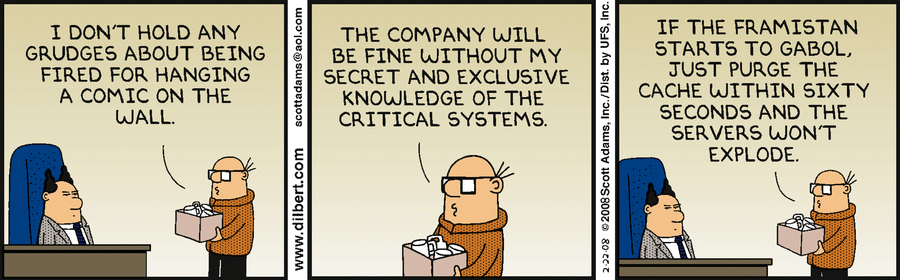 I DON'T HOLD ANY
GRUDGES ABOUT BEING
FIRED FOR HANGING
A COMIC ON THE
WALL.
www.dilbert.com
scottadams@aol.com
THE COMPANY WILL
BE FINE WITHOUT MY
SECRET AND EXCLUSIVE
KNOWLEDGE OF THE
CRITICAL SYSTEMS.
2-22-08 © 2008 Scott Adams, Inc./Dist. by UFS, Inc.
IF THE FRAMISTAN
STARTS TO GABOL,
JUST PURGE THE
CACHE WITHIN SIXTY
SECONDS AND THE
SERVERS WON'T
EXPLODE.